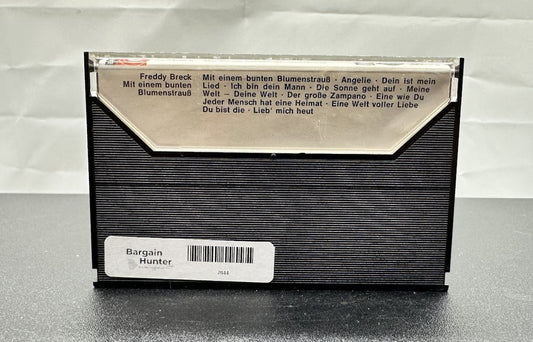 Freddy Breck
Mit einem bunten
Blumenstrauß
Mit einem bunten Blumenstrauß · Angelie · Dein ist mein
Lied · Ich bin dein Mann · Die Sonne geht auf · Meine
Welt – Deine Welt · Der große Zampano · Eine wie Du
Jeder Mensch hat eine Heimat · Eine Welt voller Liebe
Du bist die · Lieb' mich heut
Bargain
Hunter